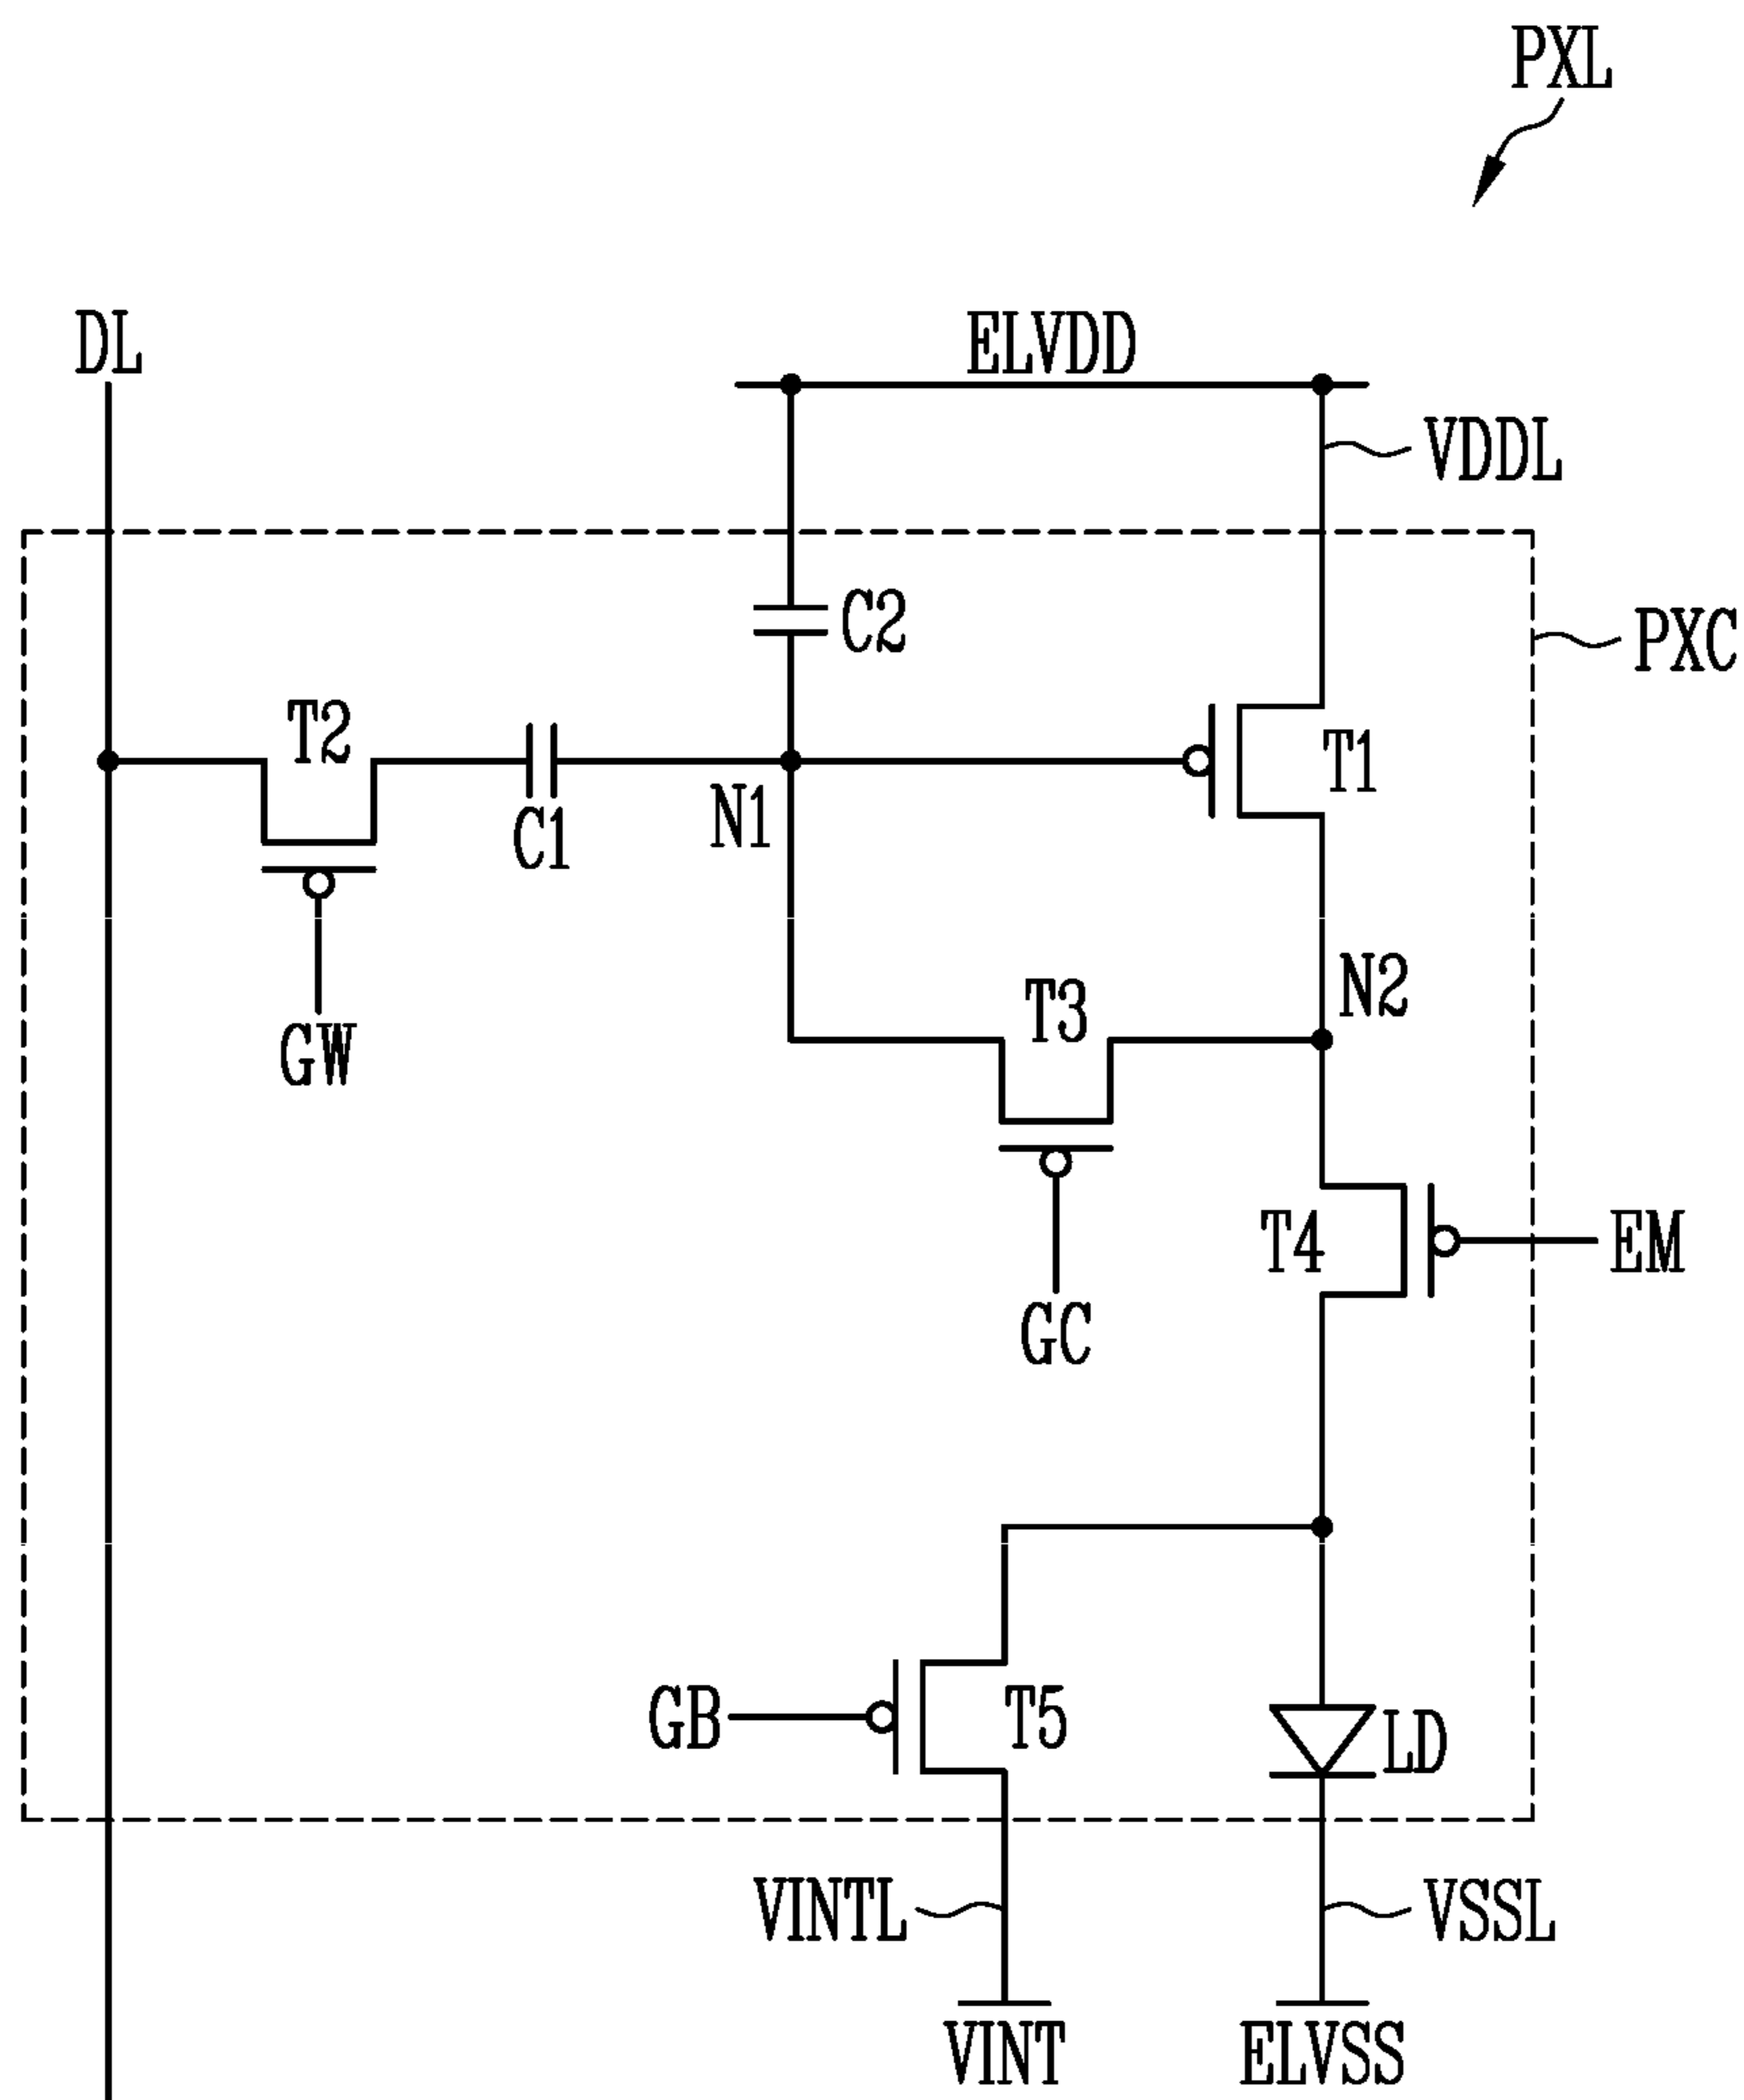 PXL
DL
ELVDD
VDDL
C2
PXC
T2
T1
N1
C1
N2
T3
GW
T4
EM
GC
GB
T5
LD
VINTL
VSSL
VINT
ELVSS